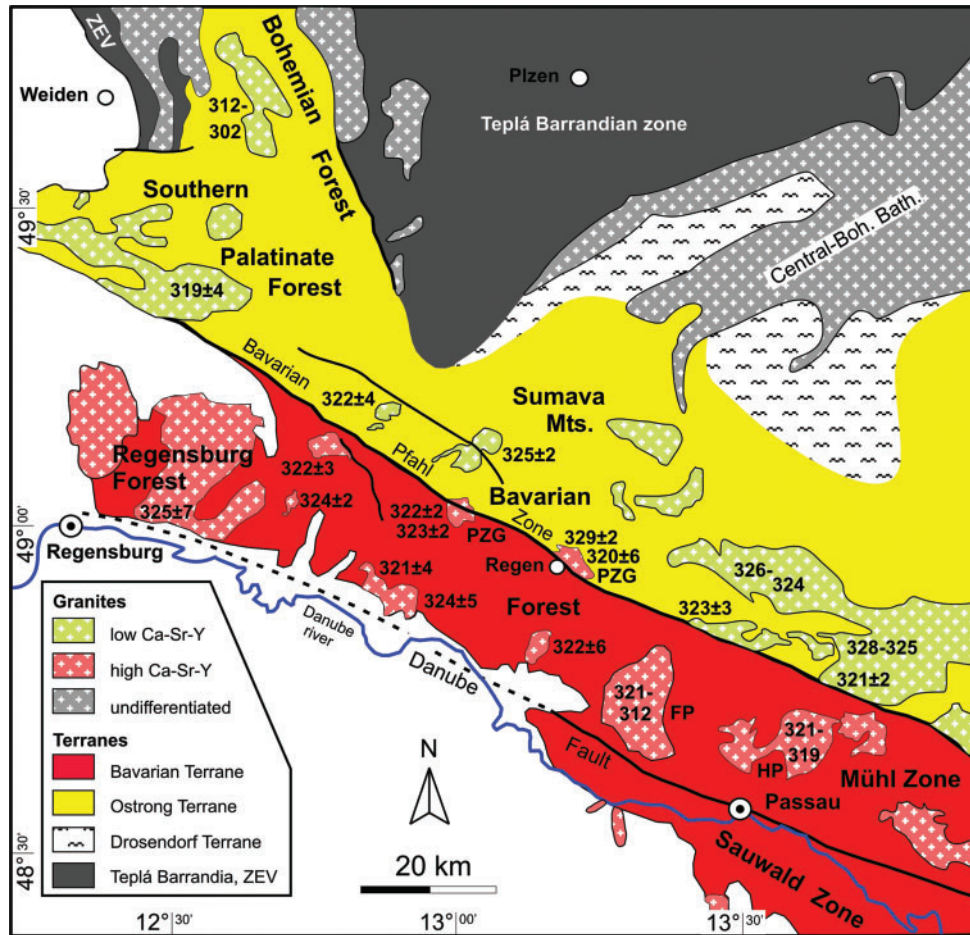 ZEV
Bohemian
Forest
Weiden
Plzen
Teplá Barrandian zone
312-
302
Southern
Palatinate
Forest
Central-Boh. Bath.
49° 30'
319±4
Bavarian
Pfahl
Zone
322±4
Sumava
Mts.
325±2
Regensburg
Forest
322±3
324±2
325±7
Bavarian
Forest
322±2
323±2
PZG
329±2
320±6
PZG
49° 00'
Regensburg
Regen
326-
324
321±4
324±5
323±3
328-325
321±2
322±6
Danube
river
Danube
Fault
321-
312
FP
321-
319
HP
Mühl Zone
Passau
Sauwald Zone
Granites
low Ca-Sr-Y
high Ca-Sr-Y
undifferentiated
Terranes
Bavarian Terrane
Ostrong Terrane
Drosendorf Terrane
Teplá Barrandia, ZEV
N
20 km
48° 30'
12° 30'
13° 00'
13° 30'